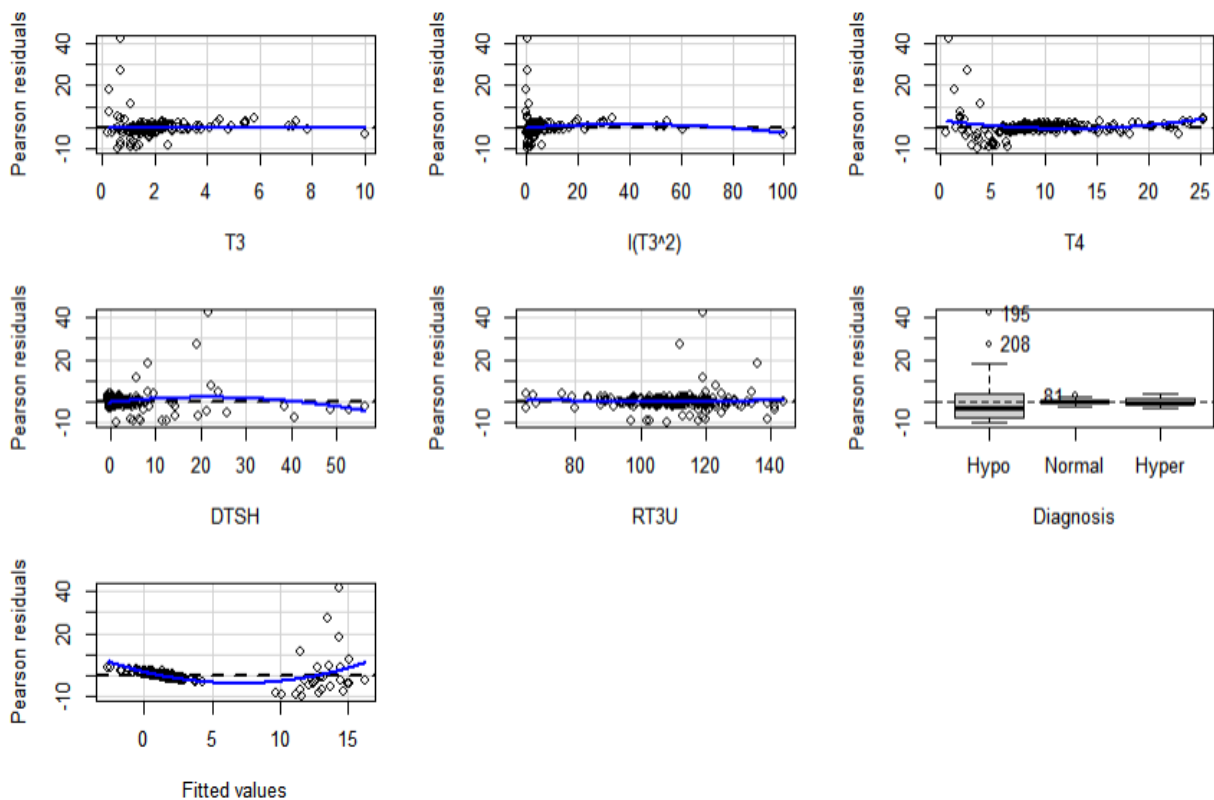 Pearson residuals
-10
20
40
0 2 4 6 8 10
T3
Pearson residuals
-10
20
40
0 20 40 60 80 100
I(T3^2)
Pearson residuals
-10
20
40
0 5 10 15 20 25
T4
Pearson residuals
-10
20
40
0 10 20 30 40 50
DTSH
Pearson residuals
-10
20
40
80 100 120 140
RT3U
Pearson residuals
-10
20
40
195
208
81
Hypo Normal Hyper
Diagnosis
Pearson residuals
-10
20
40
0 5 10 15
Fitted values